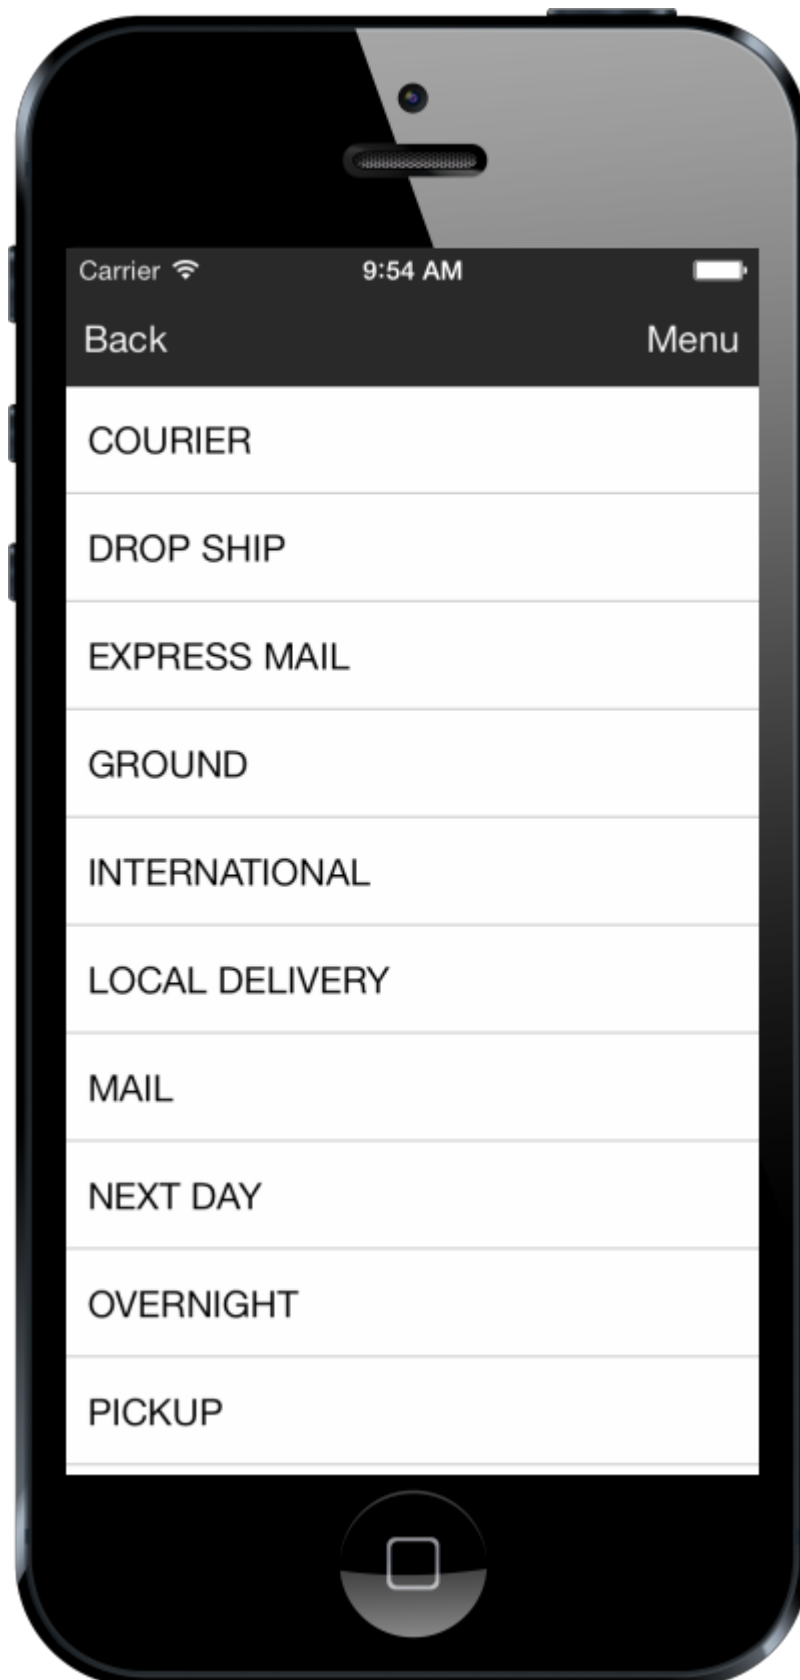 Carrier 9:54 AM
Back Menu
COURIER
DROP SHIP
EXPRESS MAIL
GROUND
INTERNATIONAL
LOCAL DELIVERY
MAIL
NEXT DAY
OVERNIGHT
PICKUP